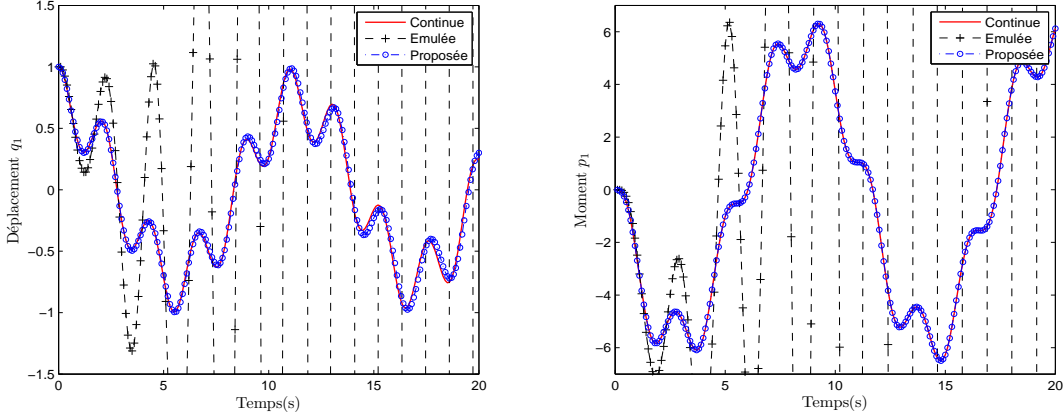 1.5
1
0.5
0
−0.5
−1
−1.5
0
5
10
15
20
Déplacement q1
Temps(s)
Continue
Emulée
Proposée
6
4
2
0
−2
−4
−6
0
5
10
15
20
Moment p1
Temps(s)
Continue
Emulée
Proposée